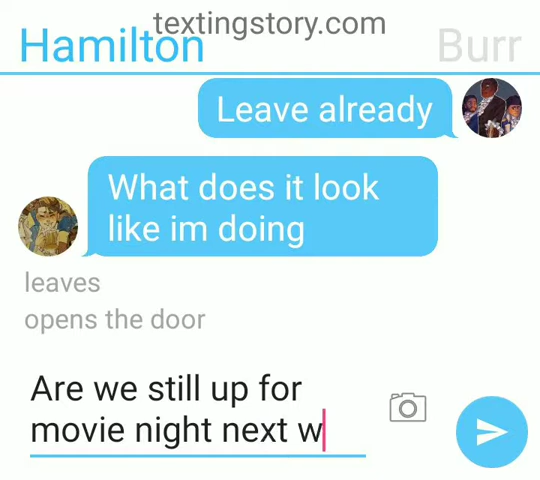 textingstory.com
Hamilton Burr
Leave already
What does it look
like im doing
leaves
opens the door
Are we still up for
movie night next w